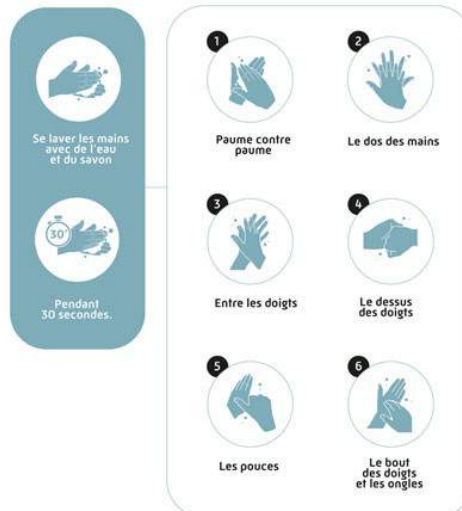 Se laver les mains
avec de l'eau
et du savon
30"
Pendant
30 secondes.
1
Paume contre
paume
2
Le dos des mains
3
Entre les doigts
4
Le dessus
des doigts
5
Les pouces
6
Le bout
des doigts
et les ongles